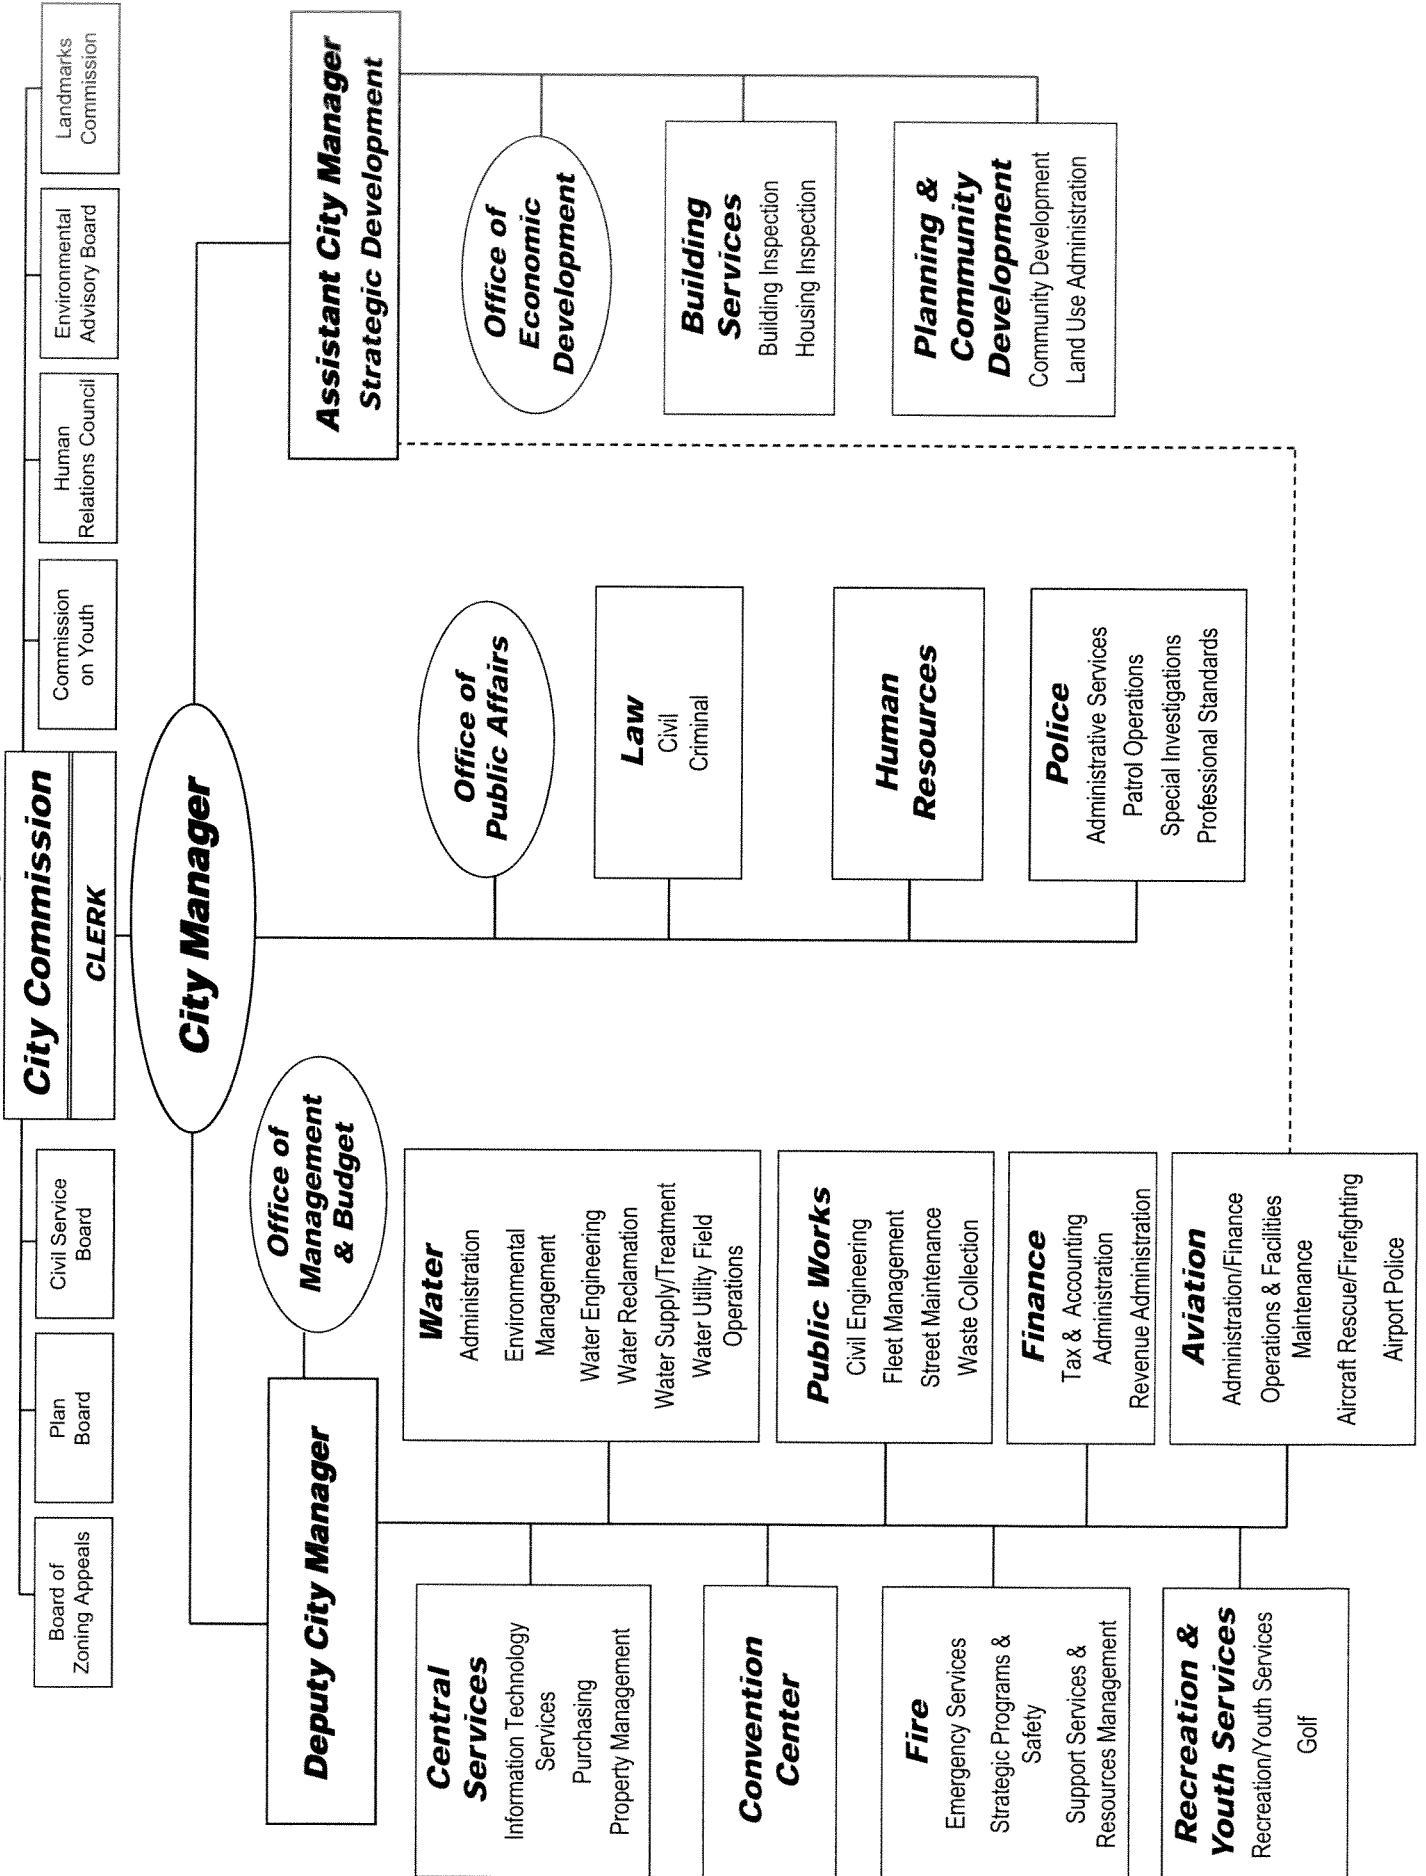 City Commission
CLERK
Board of
Zoning Appeals
Plan
Board
Civil Service
Board
Commission
on Youth
Human
Relations Council
Environmental
Advisory Board
Landmarks
Commission
City Manager
Deputy City Manager
Office of
Management
& Budget
Central
Services
Information Technology
Services
Purchasing
Property Management
Convention
Center
Fire
Emergency Services
Strategic Programs &
Safety
Support Services &
Resources Management
Recreation &
Youth Services
Recreation/Youth Services
Golf
Water
Administration
Environmental
Management
Water Engineering
Water Reclamation
Water Supply/Treatment
Water Utility Field
Operations
Public Works
Civil Engineering
Fleet Management
Street Maintenance
Waste Collection
Finance
Tax & Accounting
Administration
Revenue Administration
Aviation
Administration/Finance
Operations & Facilities
Maintenance
Aircraft Rescue/Firefighting
Airport Police
Office of
Public Affairs
Law
Civil
Criminal
Human
Resources
Police
Administrative Services
Patrol Operations
Special Investigations
Professional Standards
Assistant City Manager
Strategic Development
Office of
Economic
Development
Building
Services
Building Inspection
Housing Inspection
Planning &
Community
Development
Community Development
Land Use Administration